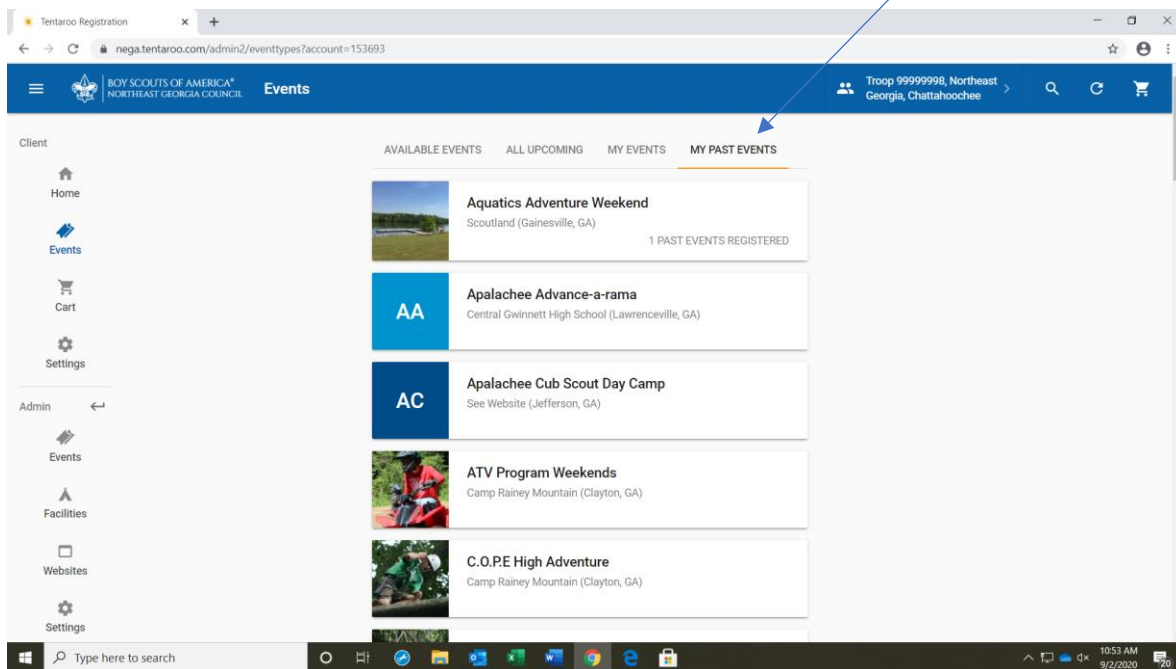 Tentaroo Registration
nega.tentaroo.com/admin2/eventtypes?account=153693
BOY SCOUTS OF AMERICA®
NORTHEAST GEORGIA COUNCIL
Events
Troop 99999998, Northeast
Georgia, Chattahoochee
Client
Home
Events
Cart
Settings
Admin
Events
Facilities
Websites
Settings
AVAILABLE EVENTS ALL UPCOMING MY EVENTS MY PAST EVENTS
Aquatics Adventure Weekend
Scoutland (Gainesville, GA)
1 PAST EVENTS REGISTERED
AA
Apalachee Advance-a-rama
Central Gwinnett High School (Lawrenceville, GA)
AC
Apalachee Cub Scout Day Camp
See Website (Jefferson, GA)
ATV Program Weekends
Camp Rainey Mountain (Clayton, GA)
C.O.P.E High Adventure
Camp Rainey Mountain (Clayton, GA)
Type here to search
10:53 AM
9/2/2020